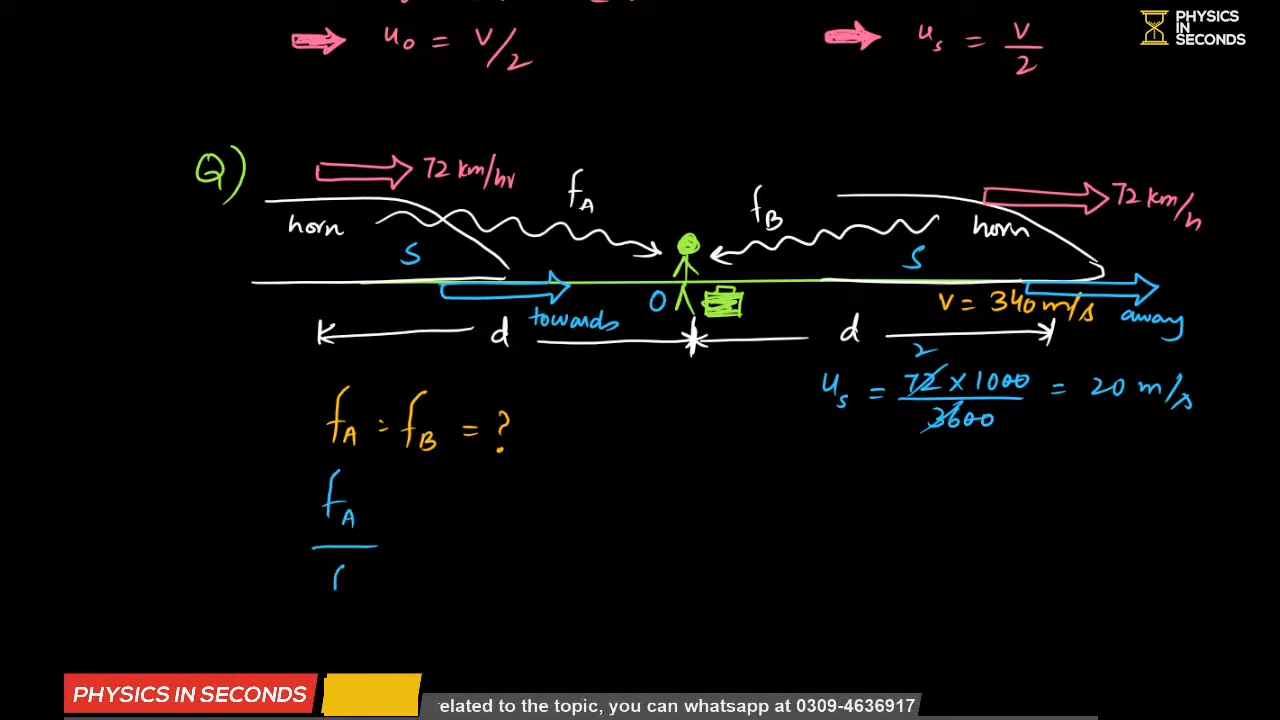 PHYSICS
IN
SECONDS
u₀ = V/2
uₛ = V/2
Q)
72 km/hr
f_A
f_B
72 km/h
horn
horn
S
S
O
V = 340 m/s
towards
away
d
d
uₛ = 72 x 1000 / 3600 = 20 m/s
2
f_A : f_B = ?
f_A
PHYSICS IN SECONDS
elated to the topic, you can whatsapp at 0309-4636917